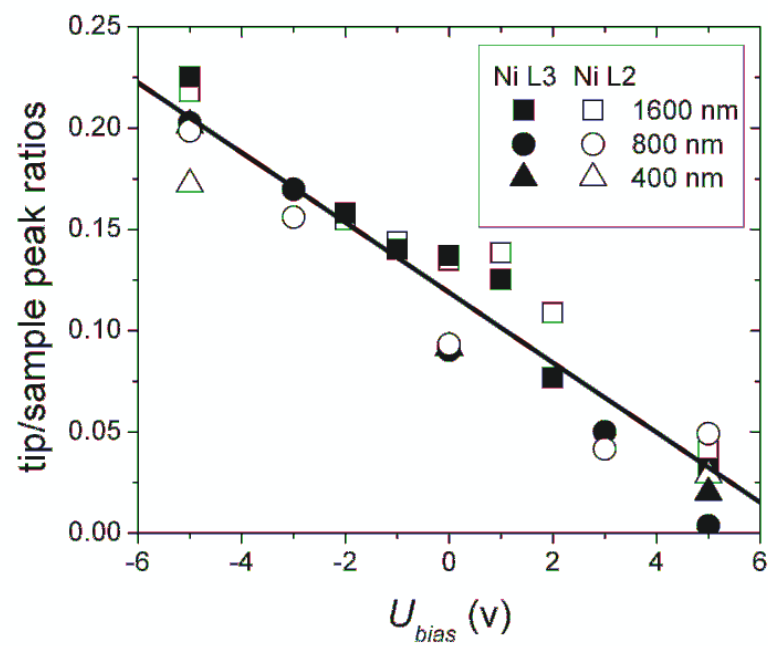 0.25
0.20
0.15
0.10
0.05
0.00
tip/sample peak ratios
-6 -4 -2 0 2 4 6
U bias (v)
Ni L3 Ni L2
1600 nm
800 nm
400 nm